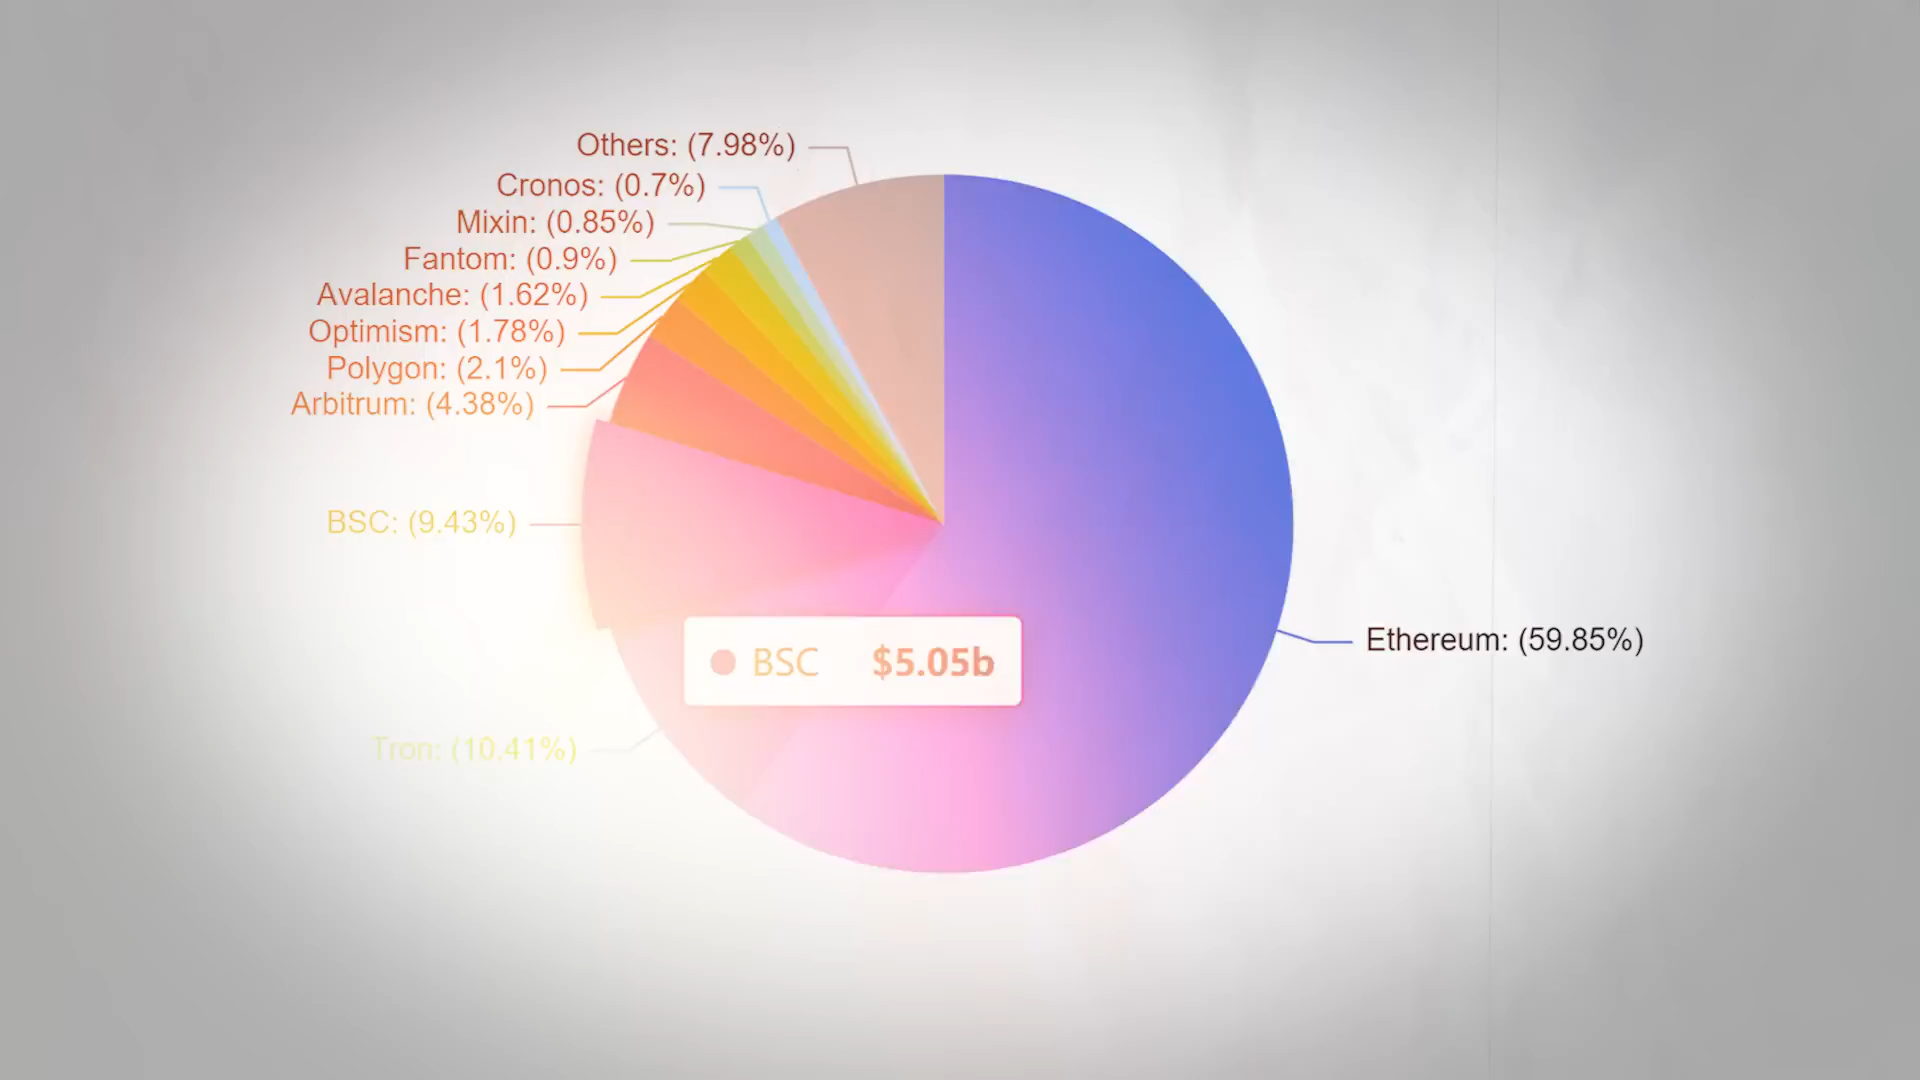 Others: (7.98%)
Cronos: (0.7%)
Mixin: (0.85%)
Fantom: (0.9%)
Avalanche: (1.62%)
Optimism: (1.78%)
Polygon: (2.1%)
Arbitrum: (4.38%)
BSC: (9.43%)
Ethereum: (59.85%)
BSC $5.05b
Tron: (10.41%)